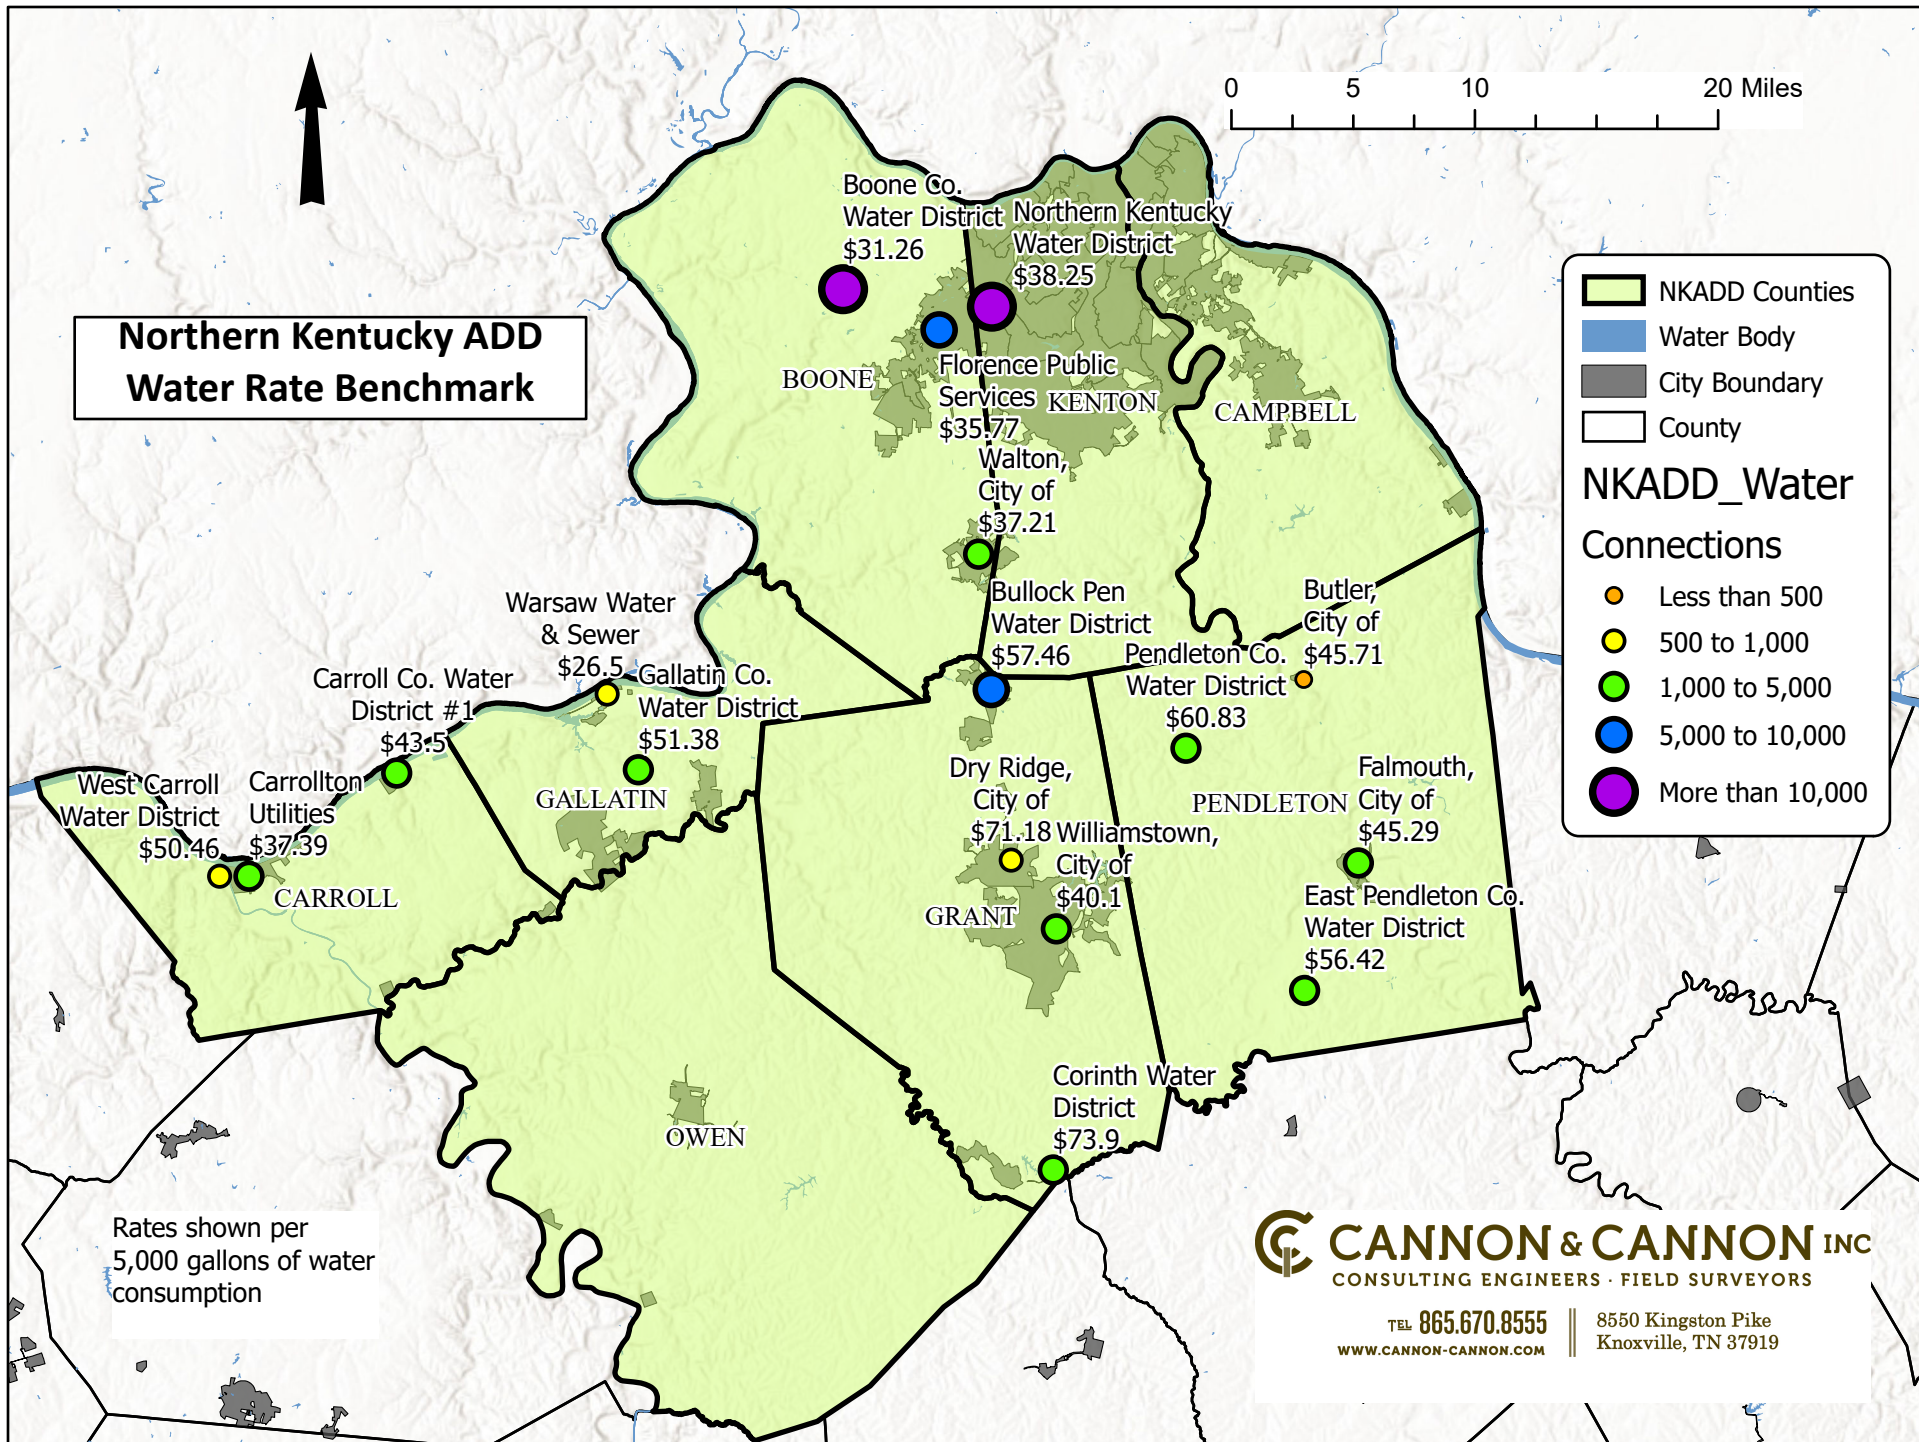 0 5 10 20 Miles
Northern Kentucky ADD
Water Rate Benchmark
Boone Co.
Water District
$31.26
Northern Kentucky
Water District
$38.25
Florence Public
Services
$35.77
BOONE
KENTON
CAMPBELL
Walton,
City of
$37.21
Bullock Pen
Water District
$57.46
Butler,
City of
$45.71
Pendleton Co.
Water District
$60.83
Warsaw Water
& Sewer
$26.5
Gallatin Co.
Water District
$51.38
Carroll Co. Water
District #1
$43.5
West Carroll
Water District
$50.46
Carrollton
Utilities
$37.39
GALLATIN
CARROLL
Dry Ridge,
City of
$71.18
Williamstown,
City of
$40.1
GRANT
PENDLETON
Falmouth,
City of
$45.29
East Pendleton Co.
Water District
$56.42
Corinth Water
District
$73.9
OWEN
NKADD Counties
Water Body
City Boundary
County
NKADD_Water
Connections
Less than 500
500 to 1,000
1,000 to 5,000
5,000 to 10,000
More than 10,000
Rates shown per
5,000 gallons of water
consumption
CANNON & CANNON INC
CONSULTING ENGINEERS · FIELD SURVEYORS
TEL 865.670.8555
WWW.CANNON-CANNON.COM
8550 Kingston Pike
Knoxville, TN 37919